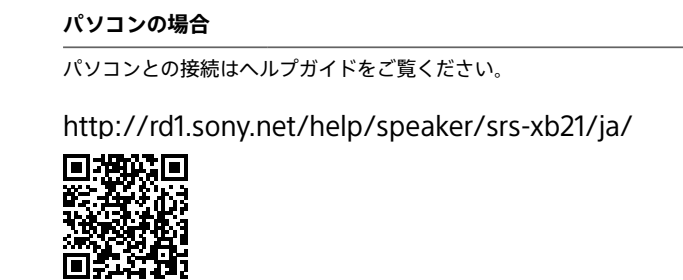 パソコンの場合
パソコンとの接続はヘルプガイドをご覧ください。
http://rd1.sony.net/help/speaker/srs-xb21/ja/